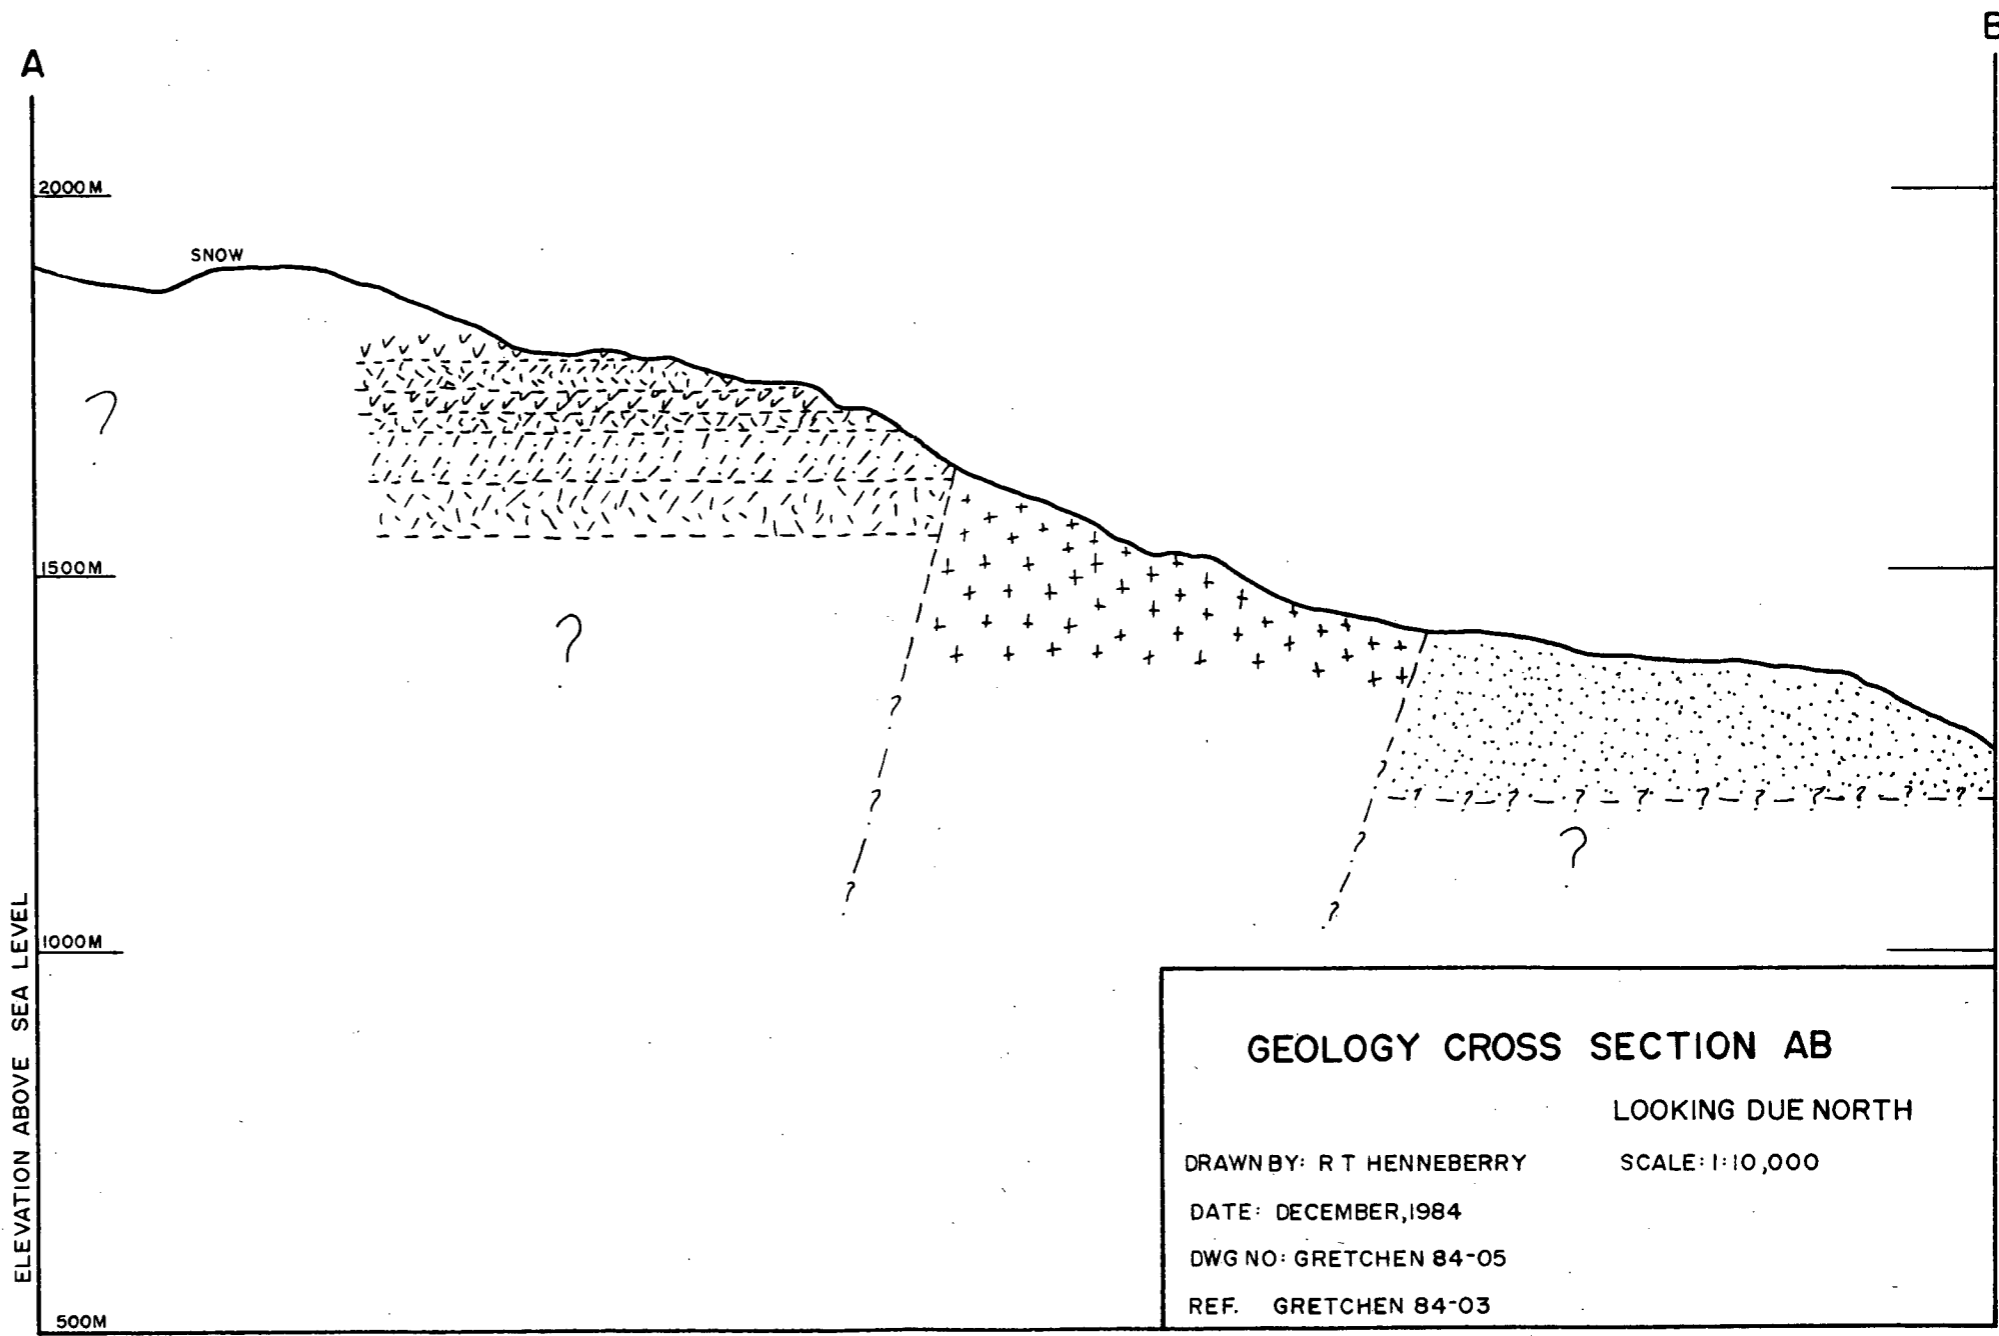 A
B
2000M
SNOW
?
1500M
?
?
?
?
?
?
?
? ? ? ? ? ? ? ? ? ? ?
?
1000M
ELEVATION ABOVE SEA LEVEL
500M
GEOLOGY CROSS SECTION AB
LOOKING DUE NORTH
DRAWN BY: R T HENNEBERRY
SCALE: 1:10,000
DATE: DECEMBER, 1984
DWG NO: GRETCHEN 84-05
REF. GRETCHEN 84-03